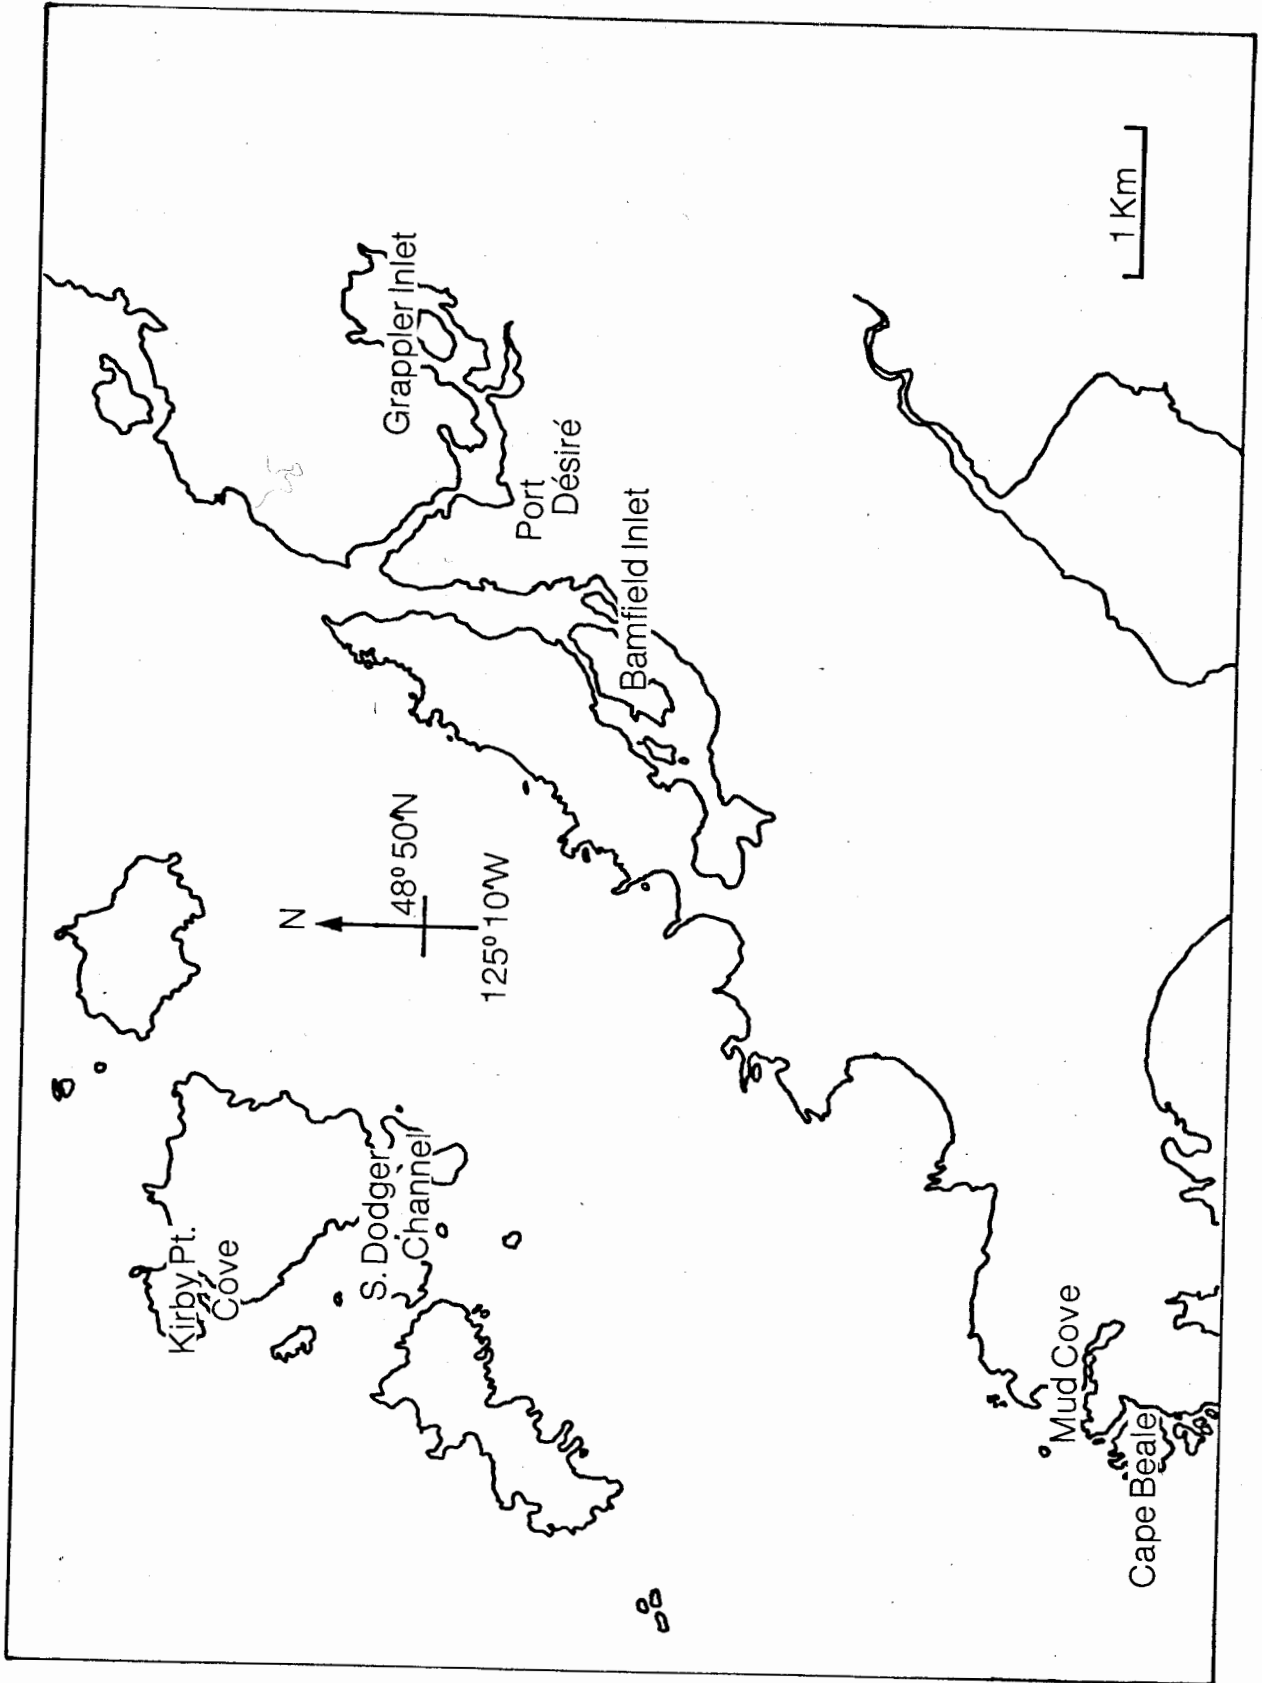 Kirby Pt.
Cove
S. Dodger
Channel
N
48° 50'N
125° 10'W
Grappler Inlet
Port
Désiré
Bamfield Inlet
Mud Cove
Cape Beale
1 Km